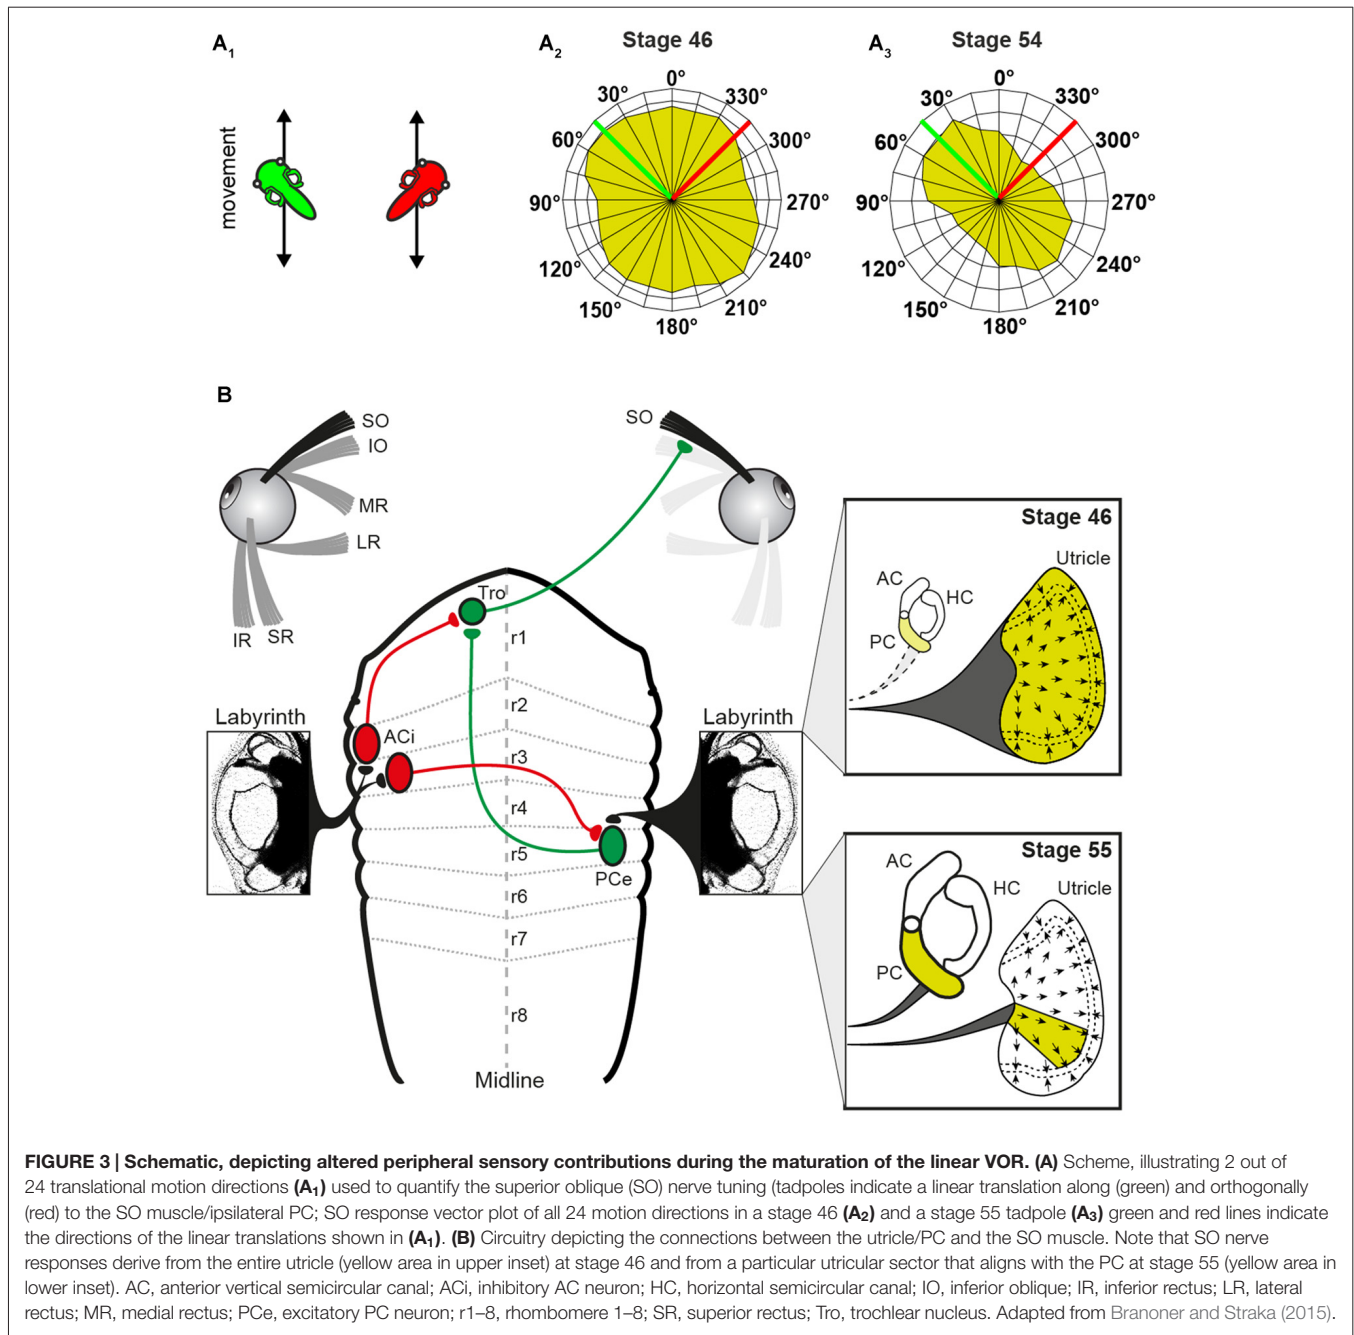 A1
A2
Stage 46
A3
Stage 54
movement
0°
30°
330°
60°
300°
90°
270°
120°
240°
150°
210°
180°
0°
30°
330°
60°
300°
90°
270°
120°
240°
150°
210°
180°
B
SO
IO
MR
LR
IR
SR
SO
Tro
r1
r2
r3
r4
r5
r6
r7
r8
Labyrinth
ACi
Labyrinth
PCe
Midline
Stage 46
Utricle
AC
HC
PC
Stage 55
AC
HC
Utricle
PC
FIGURE 3 | Schematic, depicting altered peripheral sensory contributions during the maturation of the linear VOR. (A) Scheme, illustrating 2 out of
24 translational motion directions (A1) used to quantify the superior oblique (SO) nerve tuning (tadpoles indicate a linear translation along (green) and orthogonally
(red) to the SO muscle/ipsilateral PC; SO response vector plot of all 24 motion directions in a stage 46 (A2) and a stage 55 tadpole (A3) green and red lines indicate
the directions of the linear translations shown in (A1). (B) Circuitry depicting the connections between the utricle/PC and the SO muscle. Note that SO nerve
responses derive from the entire utricle (yellow area in upper inset) at stage 46 and from a particular utricular sector that aligns with the PC at stage 55 (yellow area in
lower inset). AC, anterior vertical semicircular canal; ACi, inhibitory AC neuron; HC, horizontal semicircular canal; IO, inferior oblique; IR, inferior rectus; LR, lateral
rectus; MR, medial rectus; PCe, excitatory PC neuron; r1–8, rhombomere 1–8; SR, superior rectus; Tro, trochlear nucleus. Adapted from Branoner and Straka (2015).